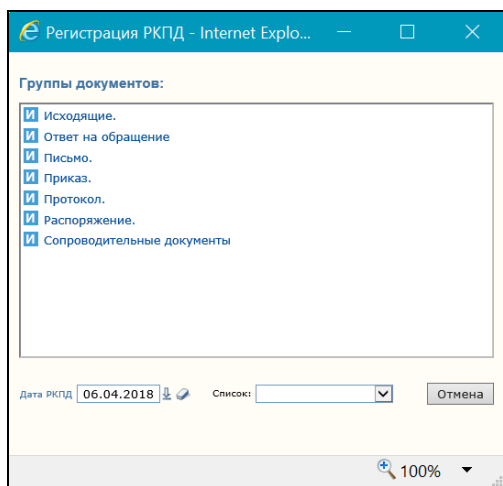 Регистрация РКПД - Internet Explo...
Группы документов:
И Исходящие.
И Ответ на обращение
И Письмо.
И Приказ.
И Протокол.
И Распоряжение.
И Сопроводительные документы
Дата РКПД 06.04.2018 Список: Отмена
100%